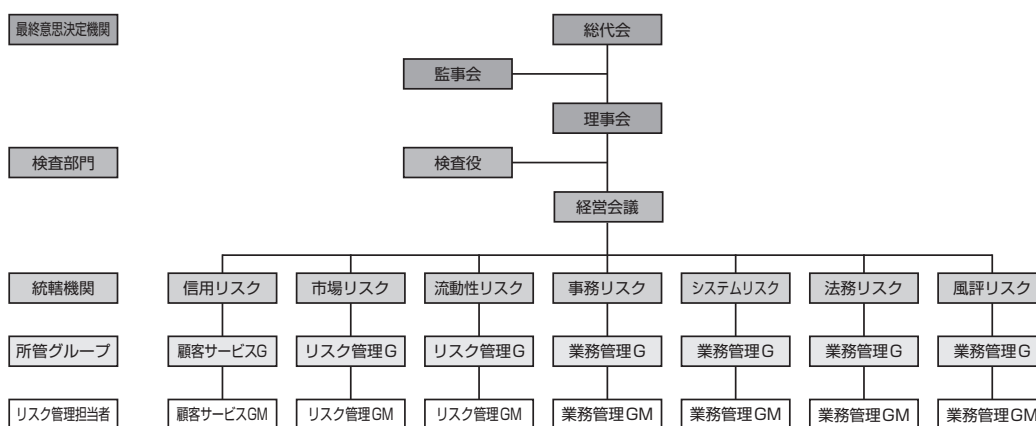 最終意思決定機関
総代会
監事会
理事会
検査部門
検査役
経営会議
統轄機関
信用リスク
市場リスク
流動性リスク
事務リスク
システムリスク
法務リスク
風評リスク
所管グループ
顧客サービスG
リスク管理G
リスク管理G
業務管理G
業務管理G
業務管理G
業務管理G
リスク管理担当者
顧客サービスGM
リスク管理GM
リスク管理GM
業務管理GM
業務管理GM
業務管理GM
業務管理GM